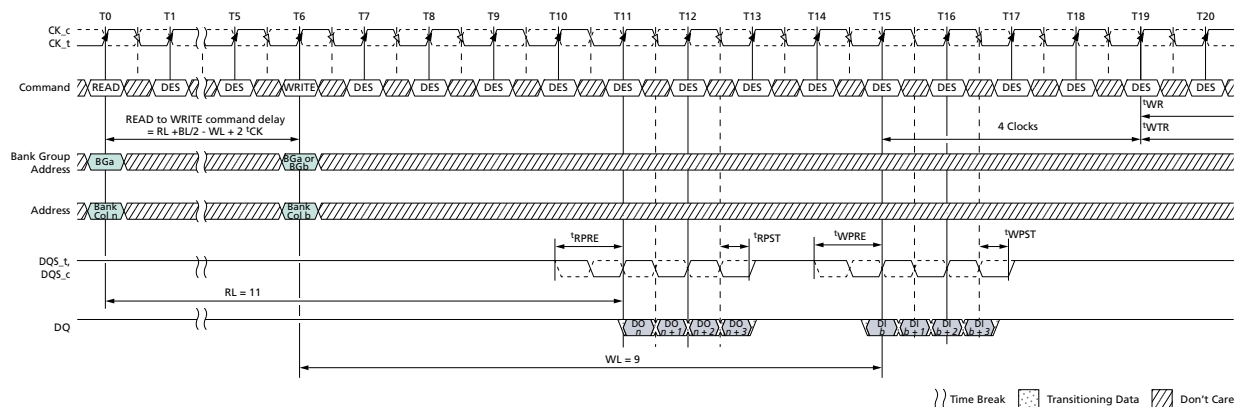 T0 T1 T5 T6 T7 T8 T9 T10 T11 T12 T13 T14 T15 T16 T17 T18 T19 T20
CK_c
CK_t
Command READ DES DES WRITE DES DES DES DES DES DES DES DES DES DES DES DES DES DES
tWR
READ to WRITE command delay
= RL +BL/2 - WL + 2 tCK
4 Clocks
tWTR
Bank Group
Address
BGa
BGa or
BGb
Address
Bank
Col n
Bank
Col b
tRPRE
tRPST
tWPRE
tWPST
DQS_t,
DQS_c
RL = 11
DQ
DO
n
DO
n + 1
DO
n + 2
DO
n + 3
DI
b
DI
b + 1
DI
b + 2
DI
b + 3
WL = 9
Time Break
Transitioning Data
Don't Care